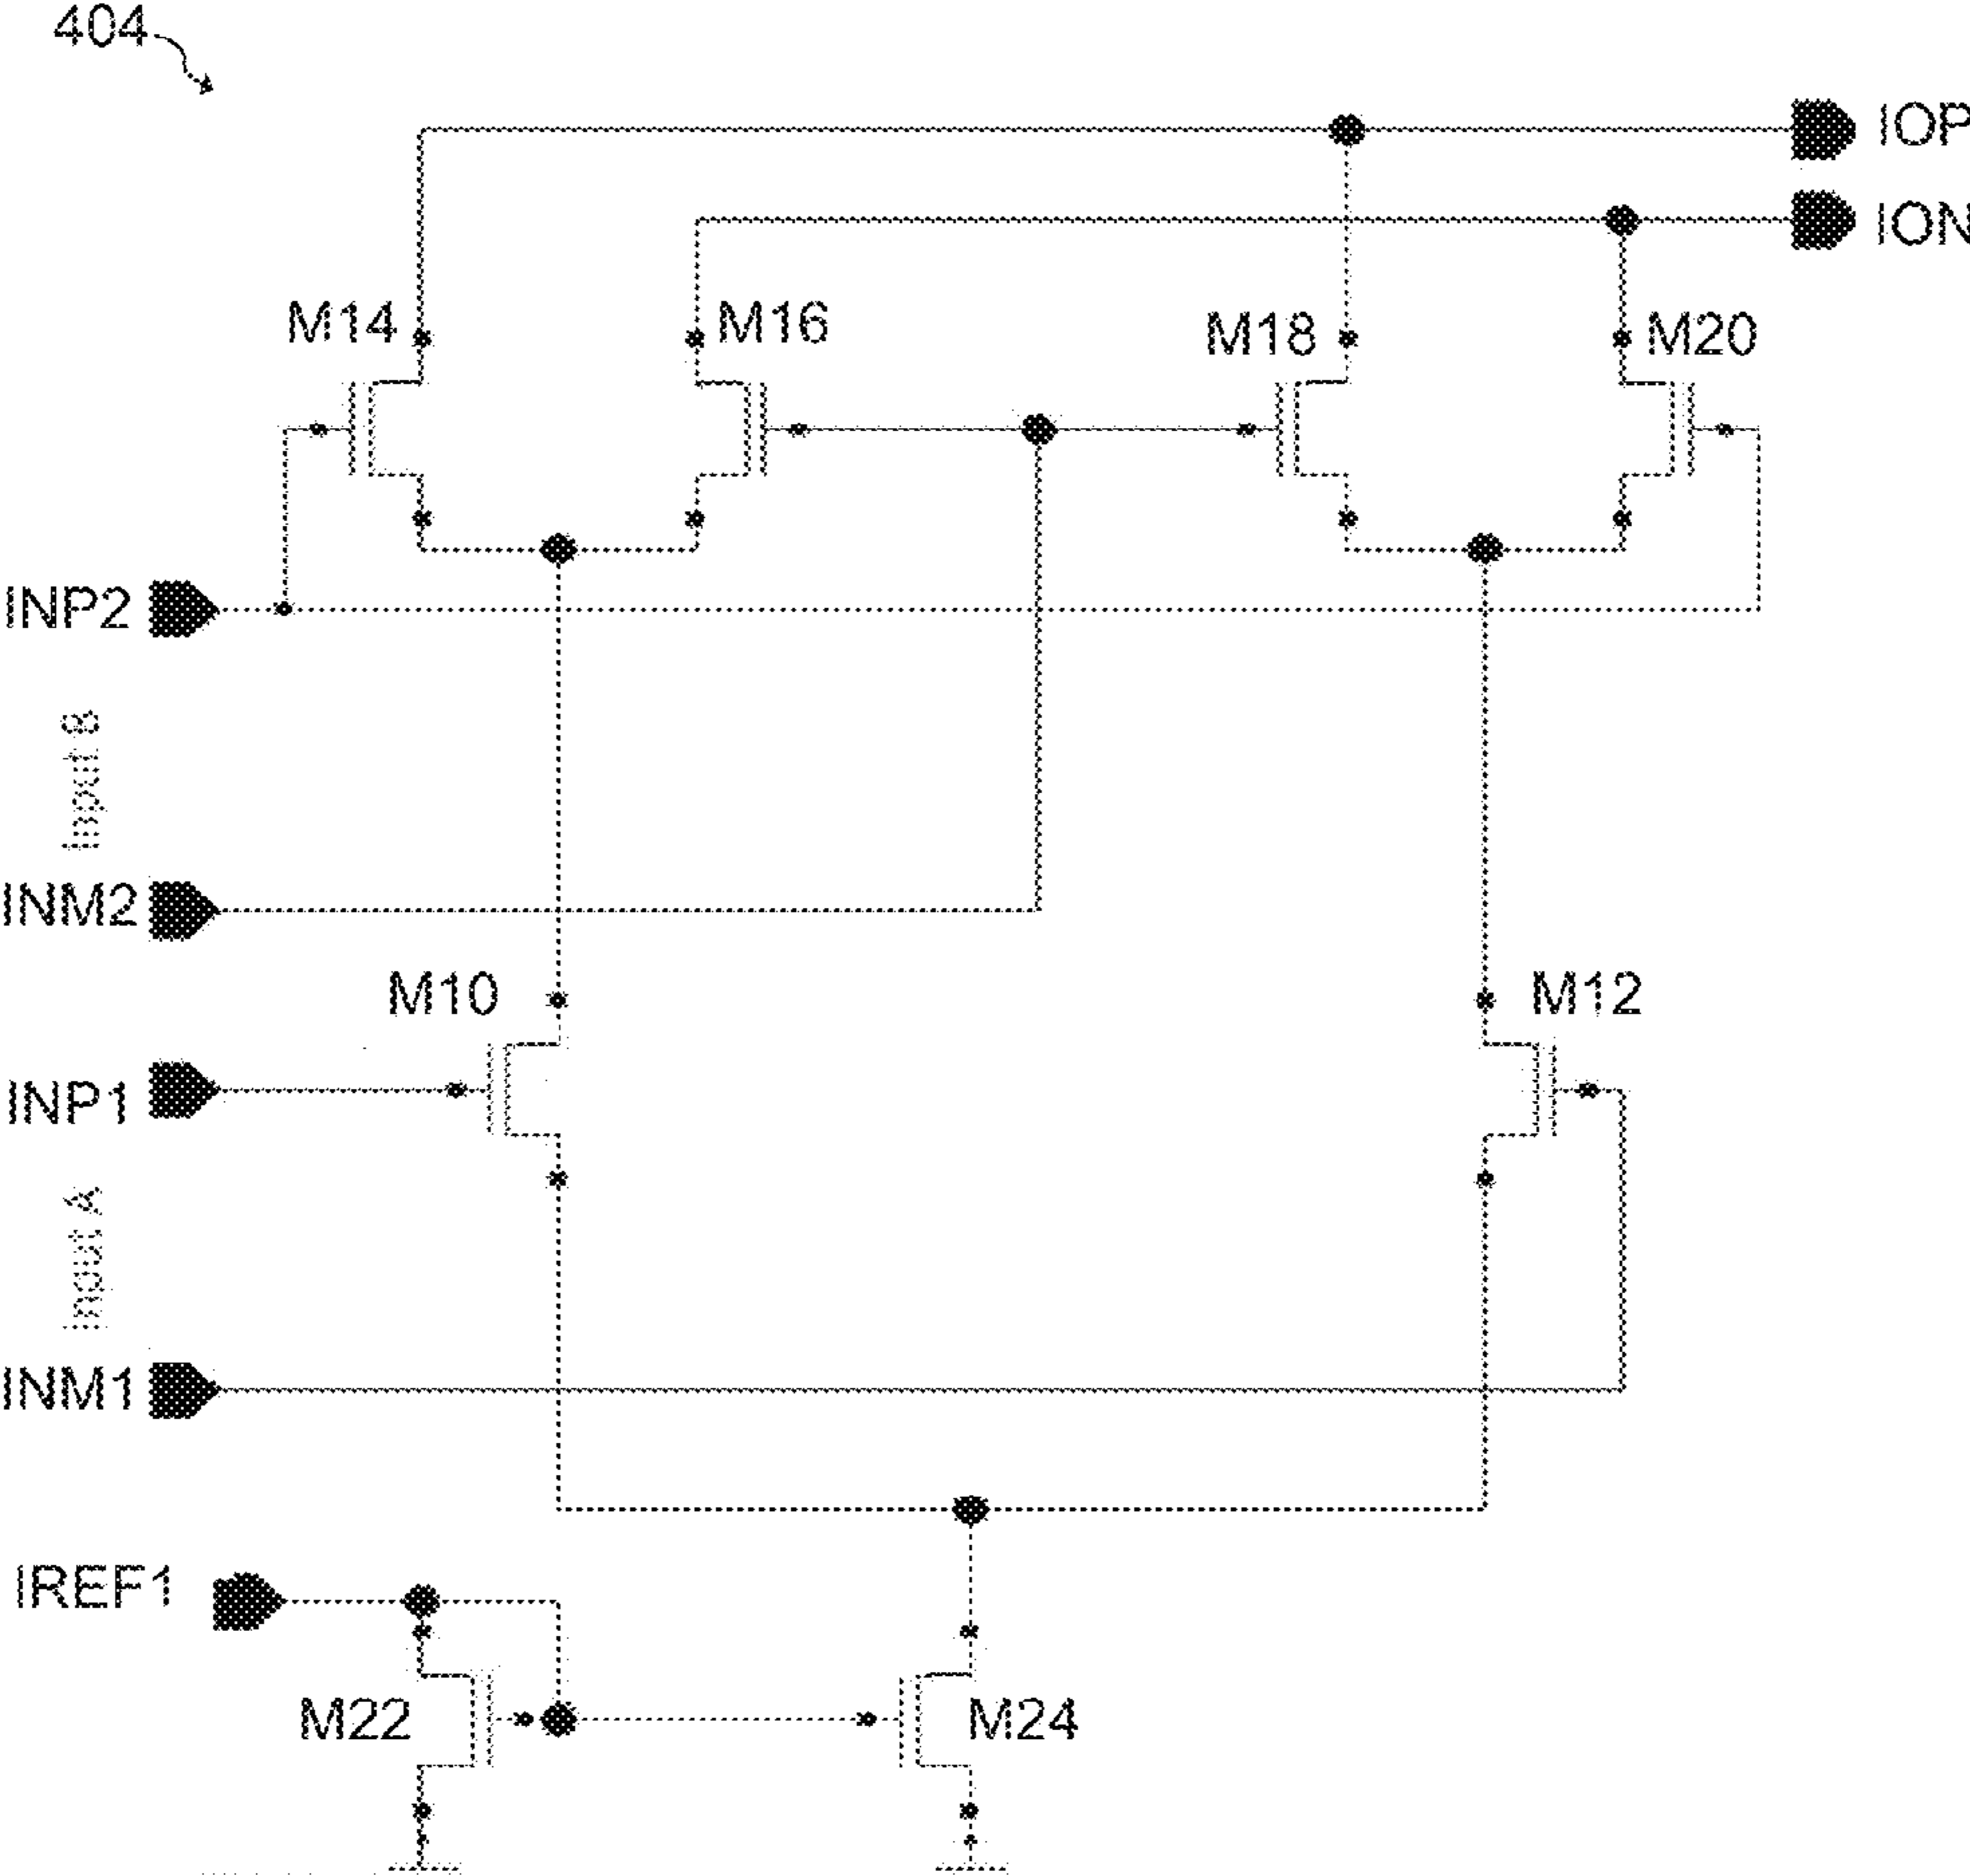 404
IOP
ION
M14
M16
M18
M20
INP2
Input B
INM2
M10
M12
INP1
Input A
INM1
IREF1
M22
M24